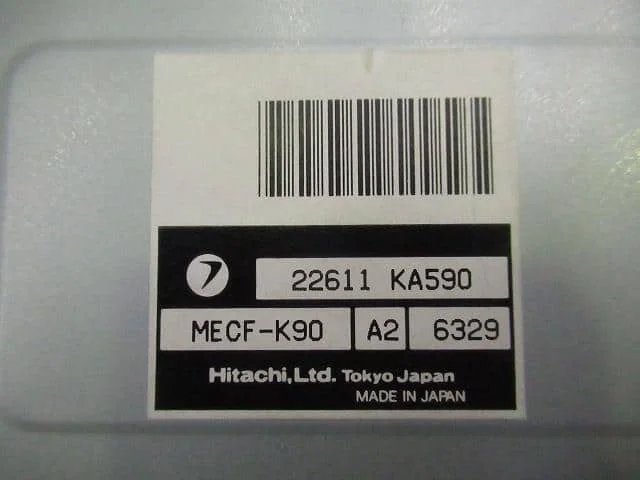 22611 KA590
MECF-K90 A2 6329
Hitachi,Ltd. Tokyo Japan
MADE IN JAPAN